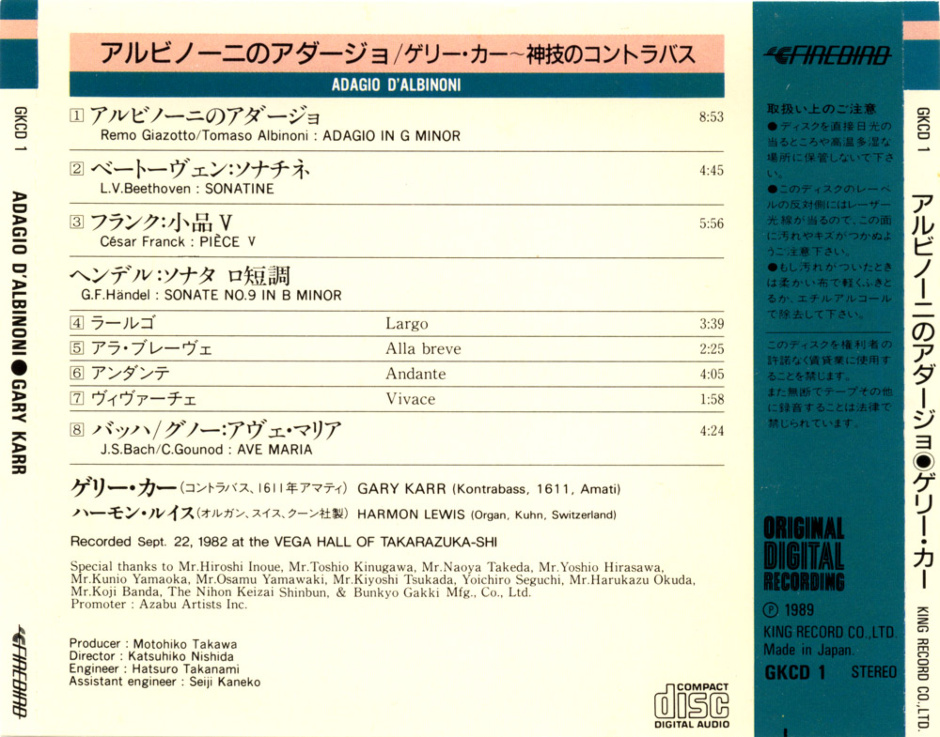 アルビノーニのアダージョ/ゲリー・カー~神技のコントラバス
ADAGIO D'ALBINONI
1 アルビノーニのアダージョ 8:53
Remo Giazotto/Tomaso Albinoni : ADAGIO IN G MINOR
2 ベートーヴェン:ソナチネ 4:45
L.V.Beethoven : SONATINE
3 フランク:小品 V 5:56
César Franck : PIÈCE V
ヘンデル:ソナタ ロ短調
G.F.Händel : SONATE NO.9 IN B MINOR
4 ラールゴ Largo 3:39
5 アラ・ブレーヴェ Alla breve 2:25
6 アンダンテ Andante 4:05
7 ヴィヴァーチェ Vivace 1:58
8 バッハ/グノー:アヴェ・マリア 4:24
J.S.Bach/C.Gounod : AVE MARIA
ゲリー・カー(コントラバス、1611年アマティ) GARY KARR (Kontrabass, 1611, Amati)
ハーモン・ルイス(オルガン、スイス、クーン社製) HARMON LEWIS (Organ, Kuhn, Switzerland)
Recorded Sept. 22, 1982 at the VEGA HALL OF TAKARAZUKA-SHI
Special thanks to Mr.Hiroshi Inoue, Mr.Toshio Kinugawa, Mr.Naoya Takeda, Mr.Yoshio Hirasawa,
Mr.Kunio Yamaoka, Mr.Osamu Yamawaki, Mr.Kiyoshi Tsukada, Yoichiro Seguchi, Mr.Harukazu Okuda,
Mr.Koji Banda, The Nihon Keizai Shinbun, & Bunkyo Gakki Mfg., Co., Ltd.
Promoter : Azabu Artists Inc.
Producer : Motohiko Takawa
Director : Katsuhiko Nishida
Engineer : Hatsuro Takanami
Assistant engineer : Seiji Kaneko
COMPACT
disc
DIGITAL AUDIO
FIREBIRD
取扱い上のご注意
●ディスクを直接日光の
当るところや高温多湿な
場所に保管しないで下さ
い。
●このディスクのレーベ
ルの反対側にはレーザー
光線が当るので、この面
に汚れやキズがつかぬよ
うご注意下さい。
●もし汚れがついたとき
は柔かい布で軽くふきと
るか、エチルアルコール
で除去して下さい。
このディスクを権利者の
許諾なく賃貸業に使用す
ることを禁じます。
また無断でテープその他
に録音することは法律で
禁じられています。
ORIGINAL
DIGITAL
RECORDING
Ⓟ 1989
KING RECORD CO.,LTD.
Made in Japan.
GKCD 1 STEREO
GKCD 1 ADAGIO D'ALBINONI●GARY KARR FIREBIRD
GKCD 1 アルビノーニのアダージョ●ゲリー・カー KING RECORD CO.,LTD.